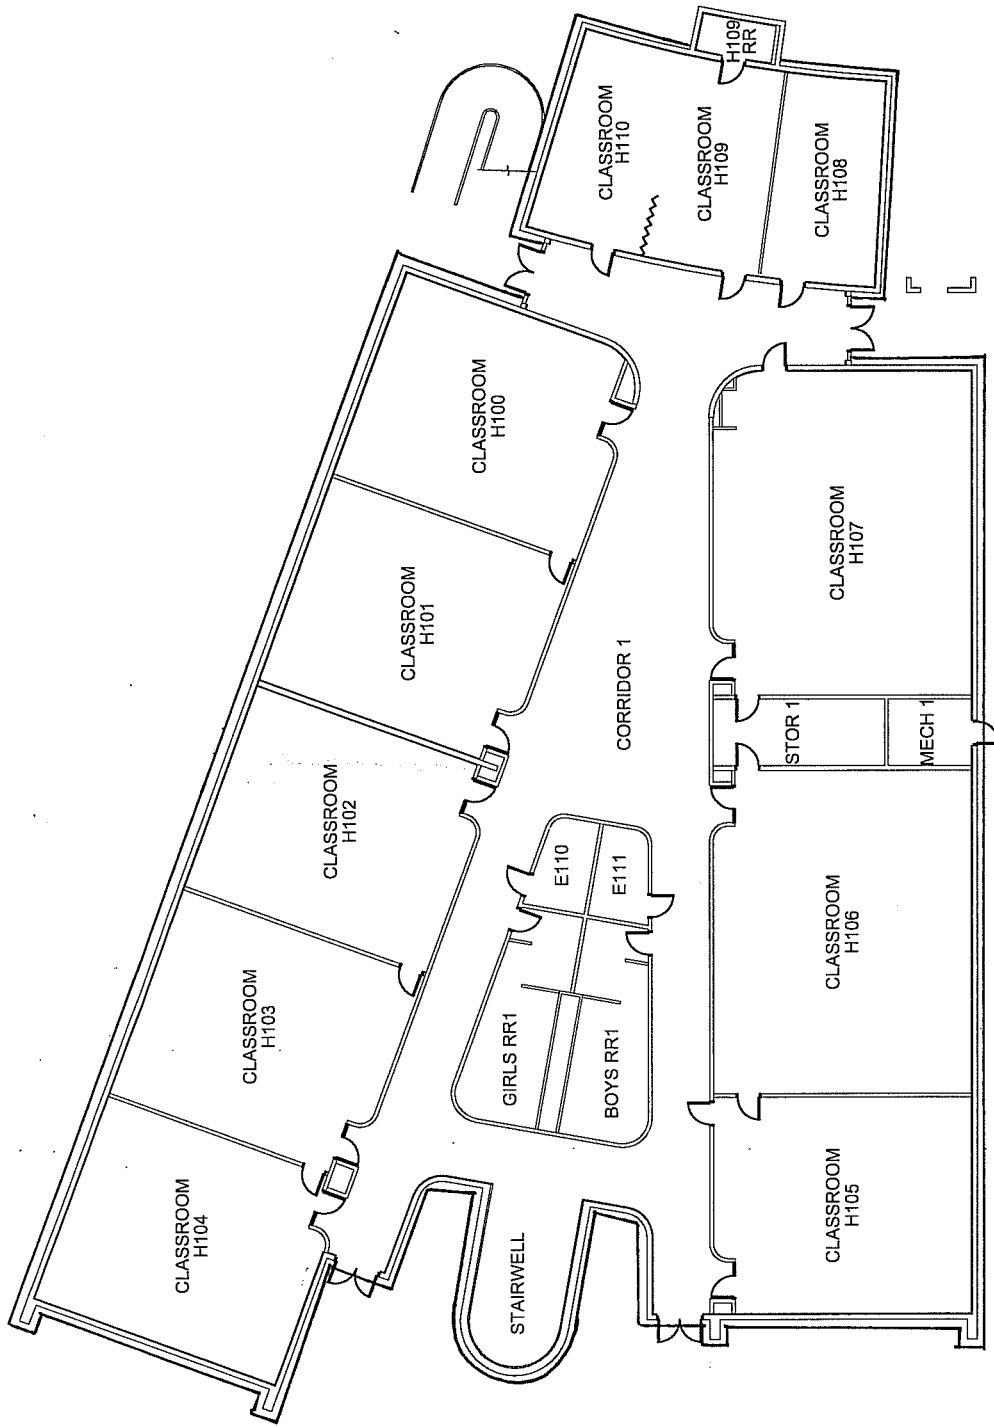 H109
RR
CLASSROOM
H110
CLASSROOM
H109
CLASSROOM
H108
CLASSROOM
H100
CLASSROOM
H107
CLASSROOM
H101
CORRIDOR 1
STOR 1
MECH 1
CLASSROOM
H102
E110
E111
CLASSROOM
H106
CLASSROOM
H103
GIRLS RR1
BOYS RR1
CLASSROOM
H104
CLASSROOM
H105
STAIRWELL